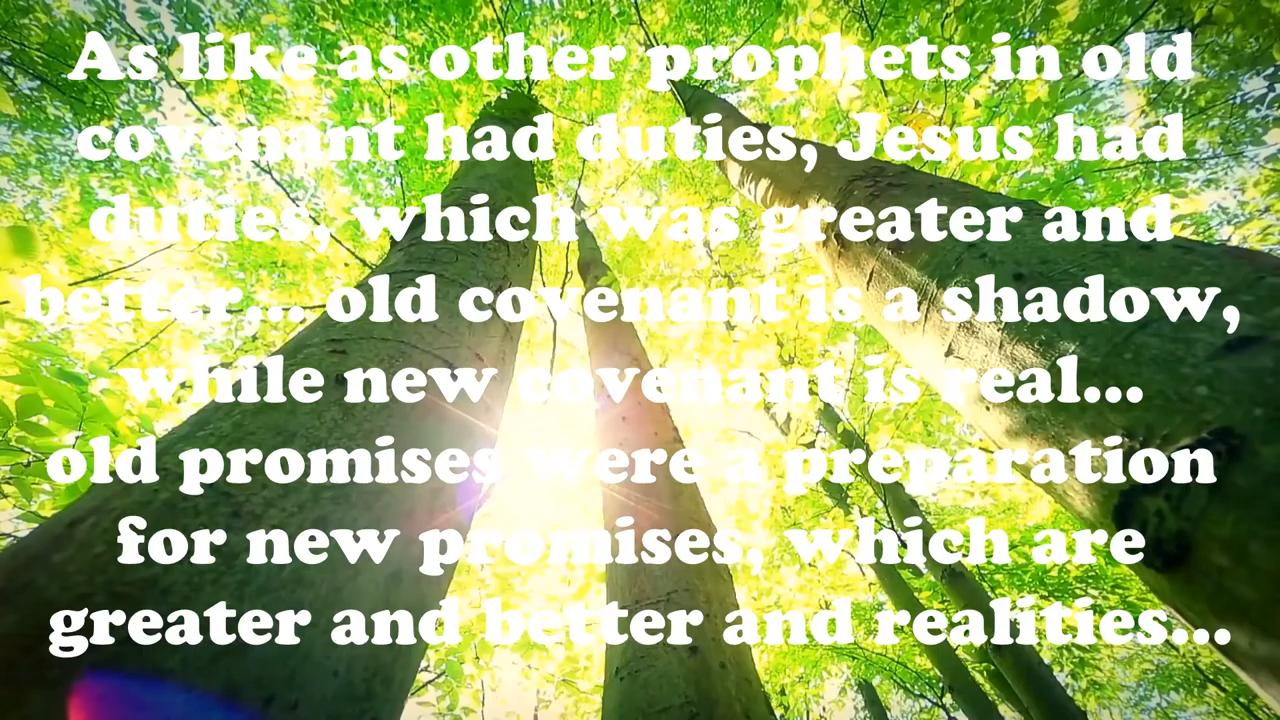 As like as other prophets in old
covenant had duties, Jesus had
duties, which was greater and
better,... old covenant is a shadow,
while new covenant is real...
old promises were a preparation
for new promises, which are
greater and better and realities...